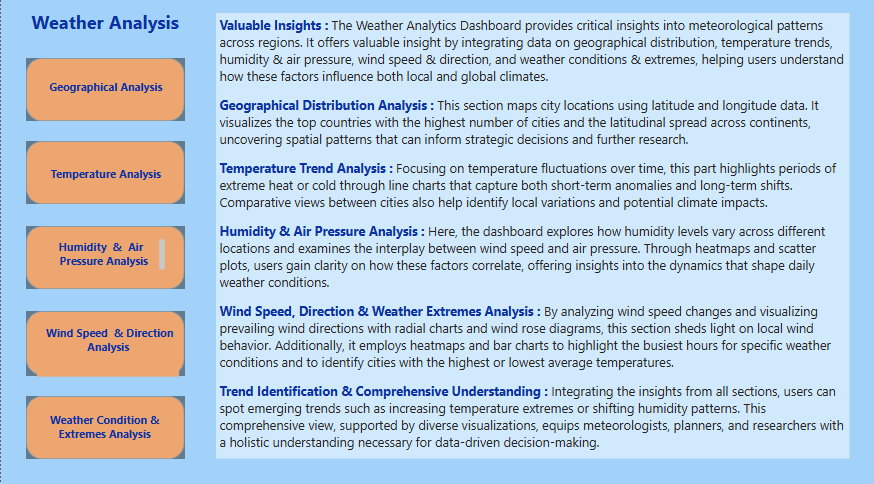 Weather Analysis
Geographical Analysis
Temperature Analysis
Humidity & Air
Pressure Analysis
Wind Speed & Direction
Analysis
Weather Condition &
Extremes Analysis
Valuable Insights : The Weather Analytics Dashboard provides critical insights into meteorological patterns
across regions. It offers valuable insight by integrating data on geographical distribution, temperature trends,
humidity & air pressure, wind speed & direction, and weather conditions & extremes, helping users understand
how these factors influence both local and global climates.
Geographical Distribution Analysis : This section maps city locations using latitude and longitude data. It
visualizes the top countries with the highest number of cities and the latitudinal spread across continents,
uncovering spatial patterns that can inform strategic decisions and further research.
Temperature Trend Analysis : Focusing on temperature fluctuations over time, this part highlights periods of
extreme heat or cold through line charts that capture both short-term anomalies and long-term shifts.
Comparative views between cities also help identify local variations and potential climate impacts.
Humidity & Air Pressure Analysis : Here, the dashboard explores how humidity levels vary across different
locations and examines the interplay between wind speed and air pressure. Through heatmaps and scatter
plots, users gain clarity on how these factors correlate, offering insights into the dynamics that shape daily
weather conditions.
Wind Speed, Direction & Weather Extremes Analysis : By analyzing wind speed changes and visualizing
prevailing wind directions with radial charts and wind rose diagrams, this section sheds light on local wind
behavior. Additionally, it employs heatmaps and bar charts to highlight the busiest hours for specific weather
conditions and to identify cities with the highest or lowest average temperatures.
Trend Identification & Comprehensive Understanding : Integrating the insights from all sections, users can
spot emerging trends such as increasing temperature extremes or shifting humidity patterns. This
comprehensive view, supported by diverse visualizations, equips meteorologists, planners, and researchers with
a holistic understanding necessary for data-driven decision-making.